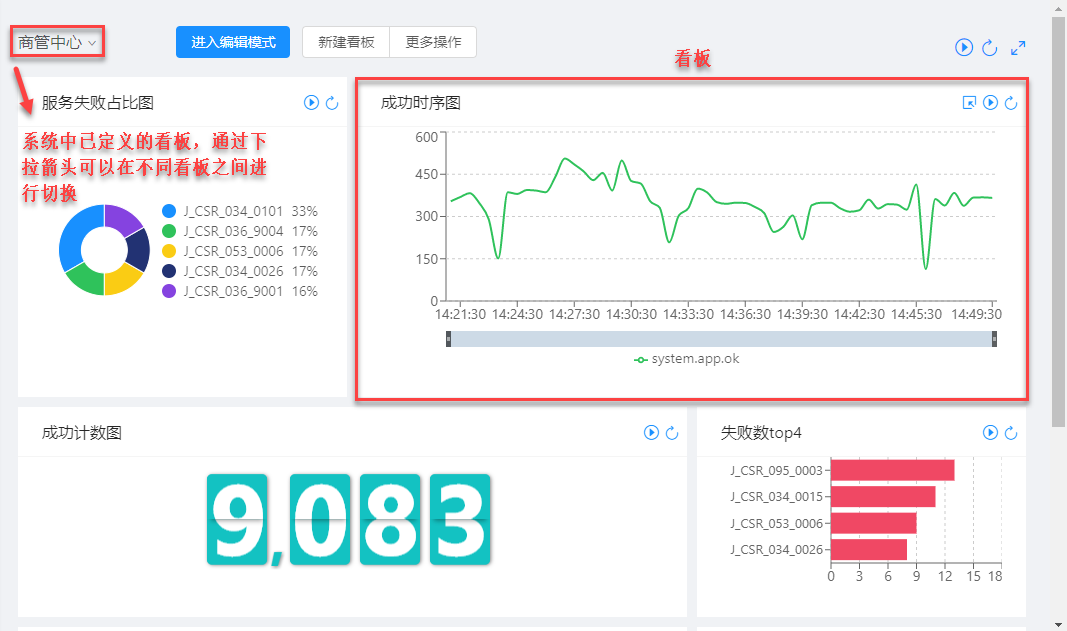 商管中心
进入编辑模式
新建看板
更多操作
看板
服务失败占比图
系统中已定义的看板，通过下
拉箭头可以在不同看板之间进
行切换
J_CSR_034_0101 33%
J_CSR_036_9004 17%
J_CSR_053_0006 17%
J_CSR_034_0026 17%
J_CSR_036_9001 16%
成功时序图
600
450
300
150
0
14:21:30 14:24:30 14:27:30 14:30:30 14:33:30 14:36:30 14:39:30 14:42:30 14:45:30 14:49:30
system.app.ok
成功计数图
9,083
失败数top4
J_CSR_095_0003
J_CSR_034_0015
J_CSR_053_0006
J_CSR_034_0026
0 3 6 9 12 15 18